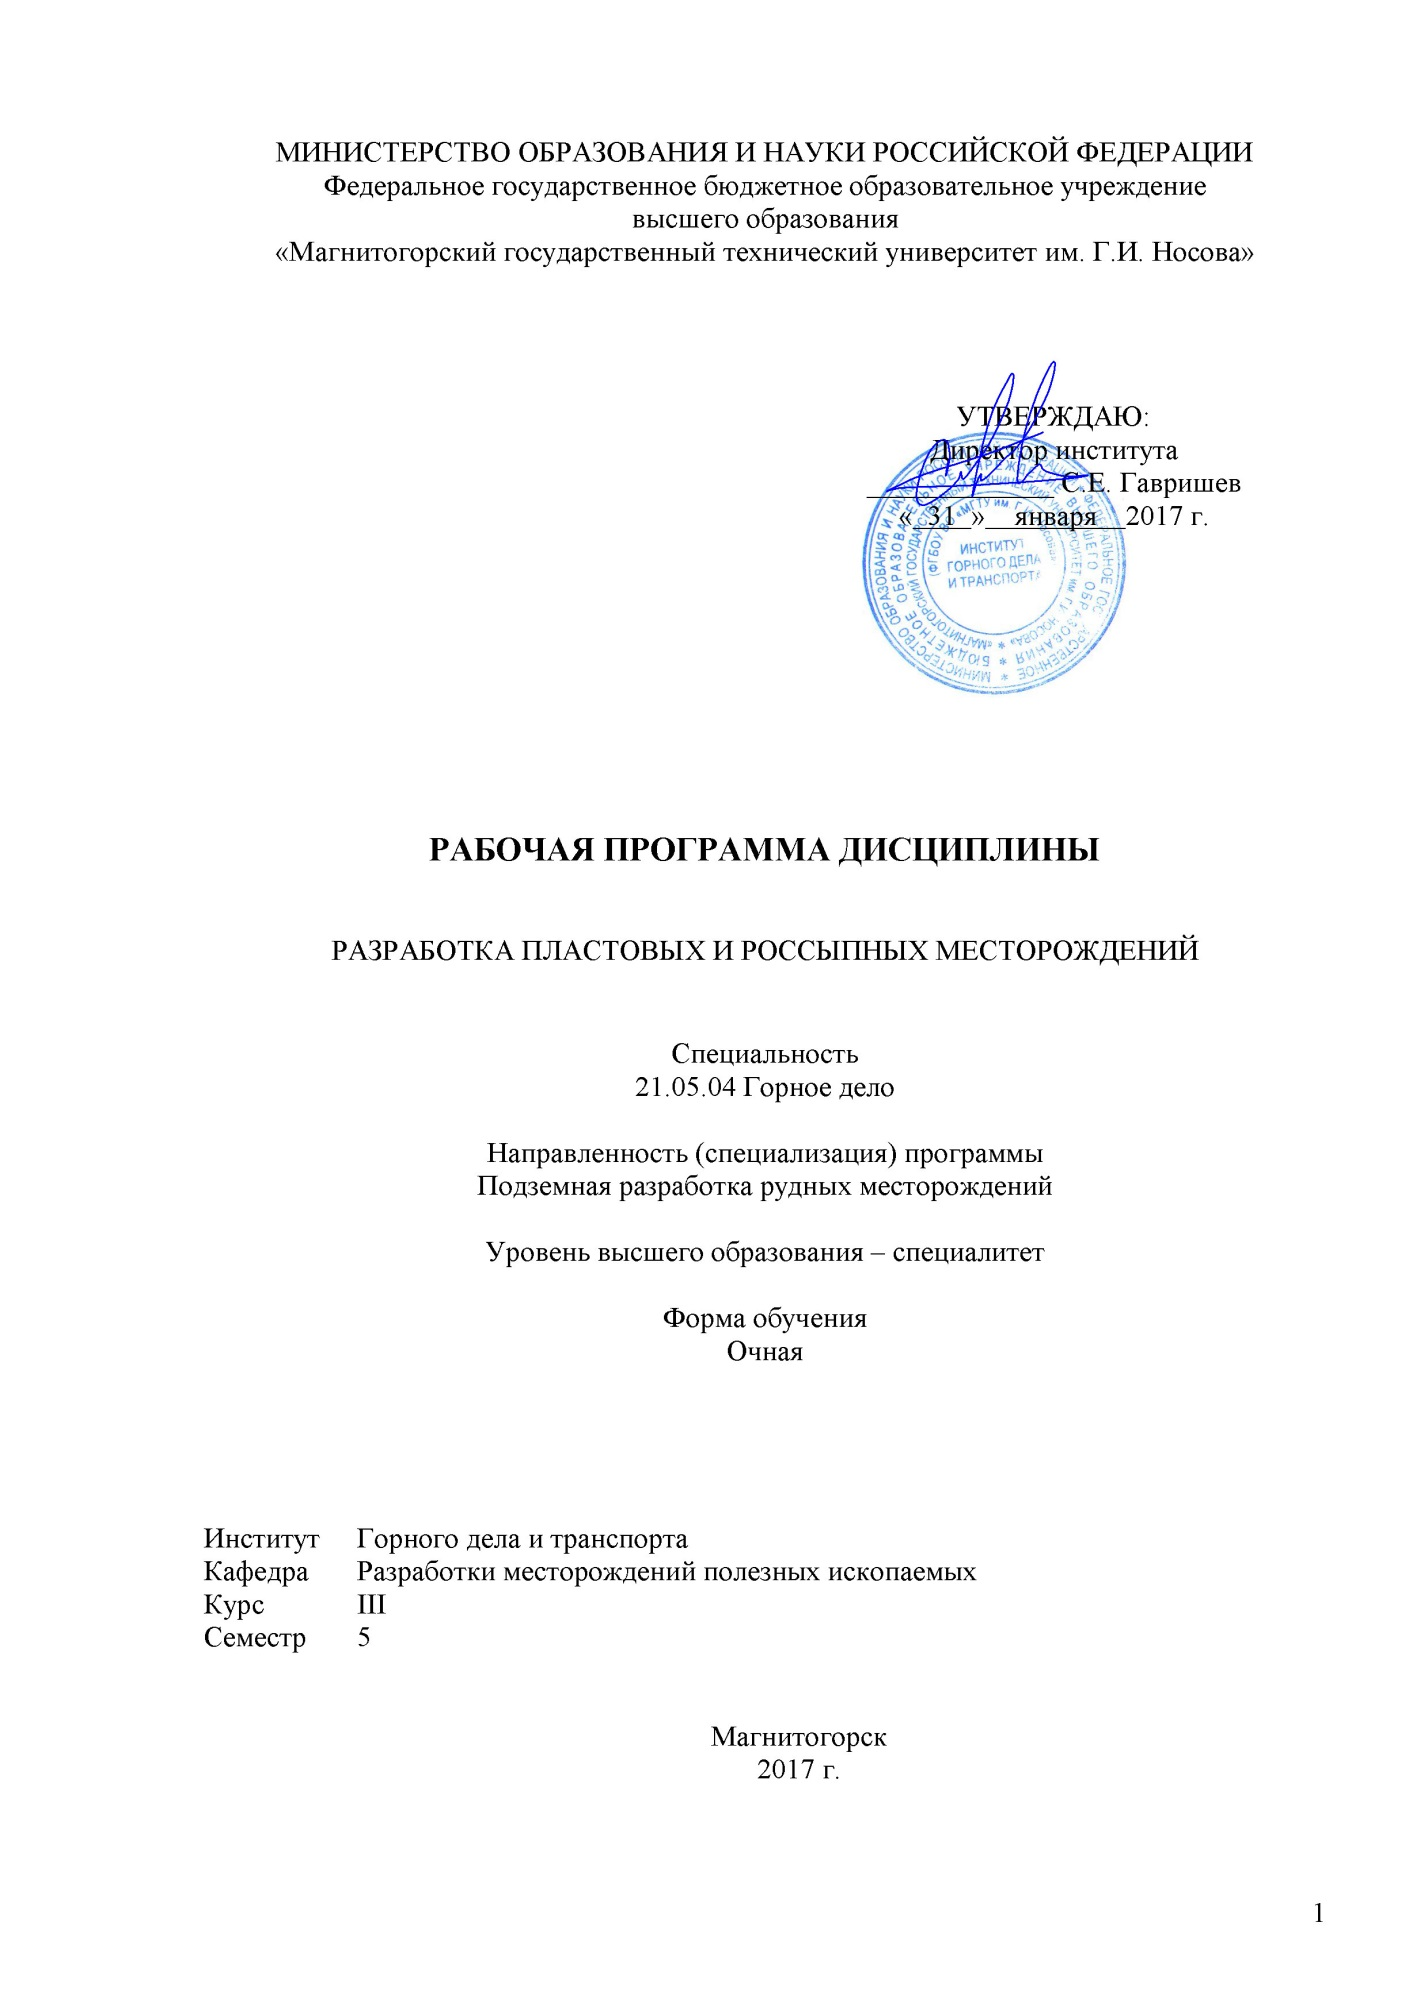 МИНИСТЕРСТВО ОБРАЗОВАНИЯ И НАУКИ РОССИЙСКОЙ ФЕДЕРАЦИИ
Федеральное государственное бюджетное образовательное учреждение
высшего образования
«Магнитогорский государственный технический университет им. Г.И. Носова»
УТВЕРЖДАЮ:
Директор института
_____________ С.Е. Гавришев
«_31_»__января__2017 г.
ИНСТИТУТ
ГОРНОГО ДЕЛА
И ТРАНСПОРТА
РАБОЧАЯ ПРОГРАММА ДИСЦИПЛИНЫ
РАЗРАБОТКА ПЛАСТОВЫХ И РОССЫПНЫХ МЕСТОРОЖДЕНИЙ
Специальность
21.05.04 Горное дело
Направленность (специализация) программы
Подземная разработка рудных месторождений
Уровень высшего образования – специалитет
Форма обучения
Очная
Институт Горного дела и транспорта
Кафедра Разработки месторождений полезных ископаемых
Курс III
Семестр 5
Магнитогорск
2017 г.
1